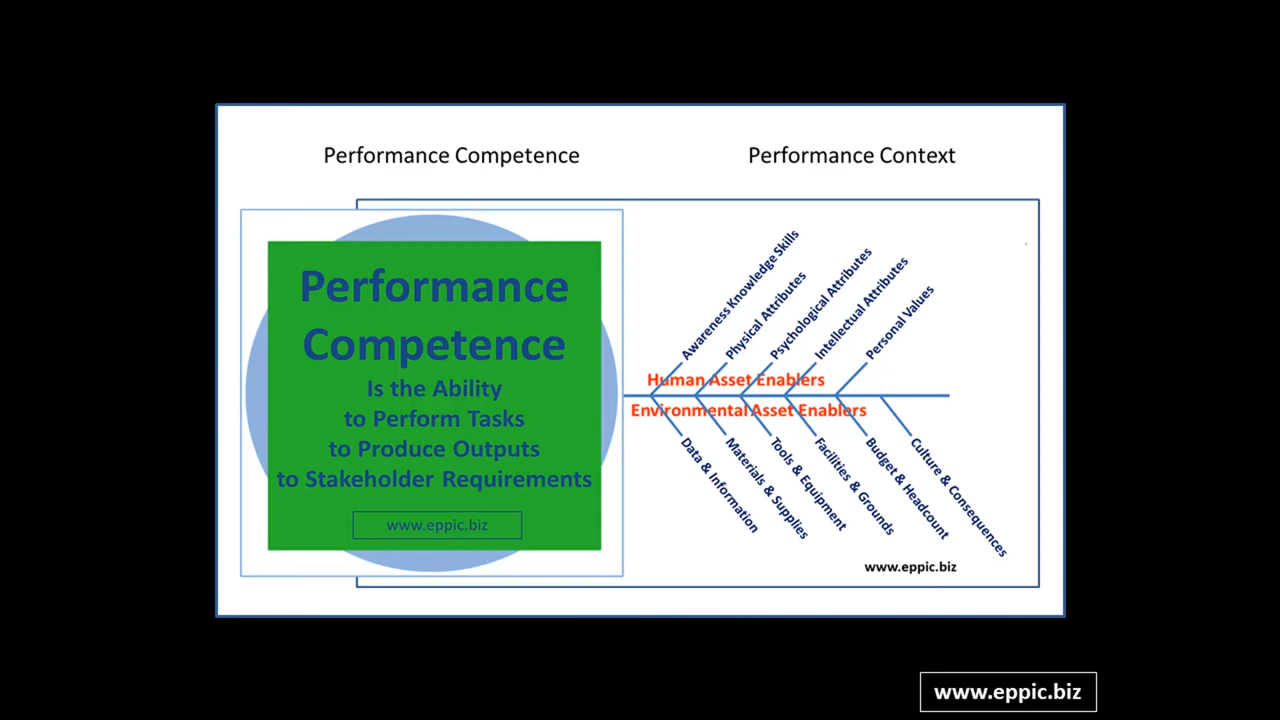 Performance Competence
Performance Context
Performance
Competence
Is the Ability
to Perform Tasks
to Produce Outputs
to Stakeholder Requirements
www.eppic.biz
Awareness Knowledge Skills
Physical Attributes
Psychological Attributes
Intellectual Attributes
Personal Values
Human Asset Enablers
Environmental Asset Enablers
Data & Information
Materials & Supplies
Tools & Equipment
Facilities & Grounds
Budget & Headcount
Culture & Consequences
www.eppic.biz
www.eppic.biz